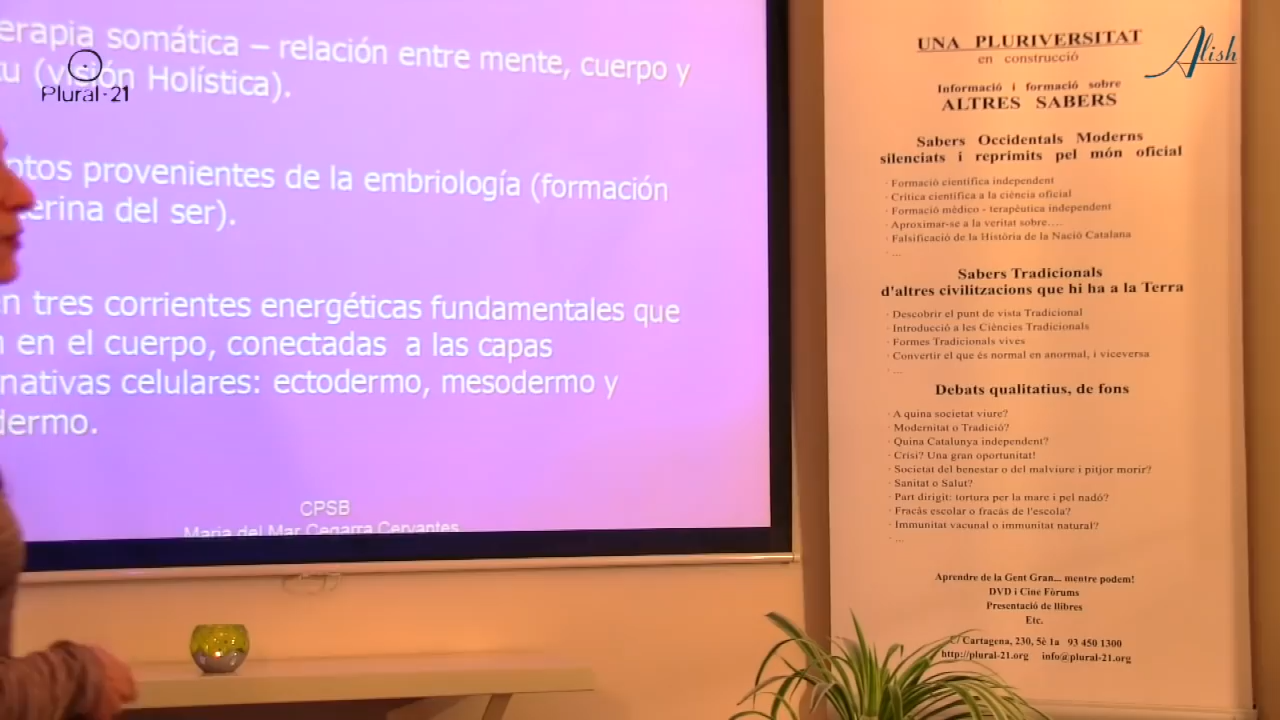 erapia somática – relación entre mente, cuerpo y
tu (visión Holística).
Plural-21
ptos provenientes de la embriología (formación
terina del ser).
n tres corrientes energéticas fundamentales que
n en el cuerpo, conectadas a las capas
nativas celulares: ectodermo, mesodermo y
dermo.
CPSB
Maria del Mar Cegarra Cervantes
UNA PLURIVERSITAT
en construcció
Alish
Informació i formació sobre
ALTRES SABERS
Sabers Occidentals Moderns
silenciats i reprimits pel món oficial
· Formació científica independent
· Crítica científica a la ciència oficial
· Formació mèdico - terapèutica independent
· Aproximar-se a la veritat sobre....
· Falsificació de la Història de la Nació Catalana
· ...
Sabers Tradicionals
d'altres civilitzacions que hi ha a la Terra
· Descobrir el punt de vista Tradicional
· Introducció a les Ciències Tradicionals
· Formes Tradicionals vives
· Convertir el que és normal en anormal, i viceversa
· ...
Debats qualitatius, de fons
· A quina societat viure?
· Modernitat o Tradició?
· Quina Catalunya independent?
· Crisi? Una gran oportunitat!
· Societat del benestar o del malviure i pitjor morir?
· Sanitat o Salut?
· Part dirigit: tortura per la mare i pel nadó?
· Fracàs escolar o fracàs de l'escola?
· Immunitat vacunal o immunitat natural?
· ...
Aprendre de la Gent Gran... mentre podem!
DVD i Cine Fòrums
Presentació de llibres
Etc.
C/ Cartagena, 230, 5è 1a 93 450 1300
http://plural-21.org info@plural-21.org